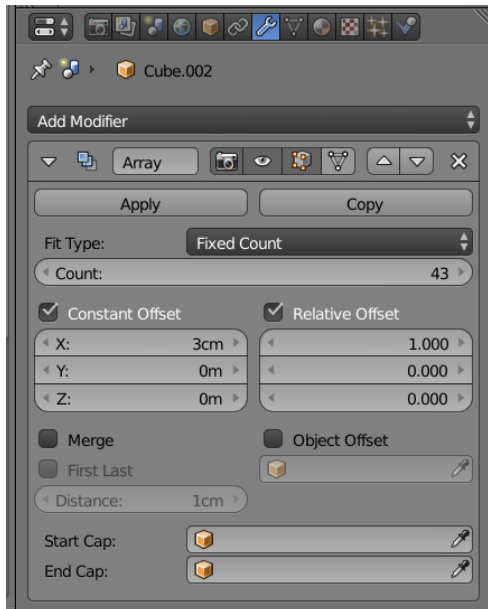 Cube.002
Add Modifier
Array
Apply Copy
Fit Type: Fixed Count
Count: 43
Constant Offset Relative Offset
X: 3cm 1.000
Y: 0m 0.000
Z: 0m 0.000
Merge Object Offset
First Last
Distance: 1cm
Start Cap:
End Cap: